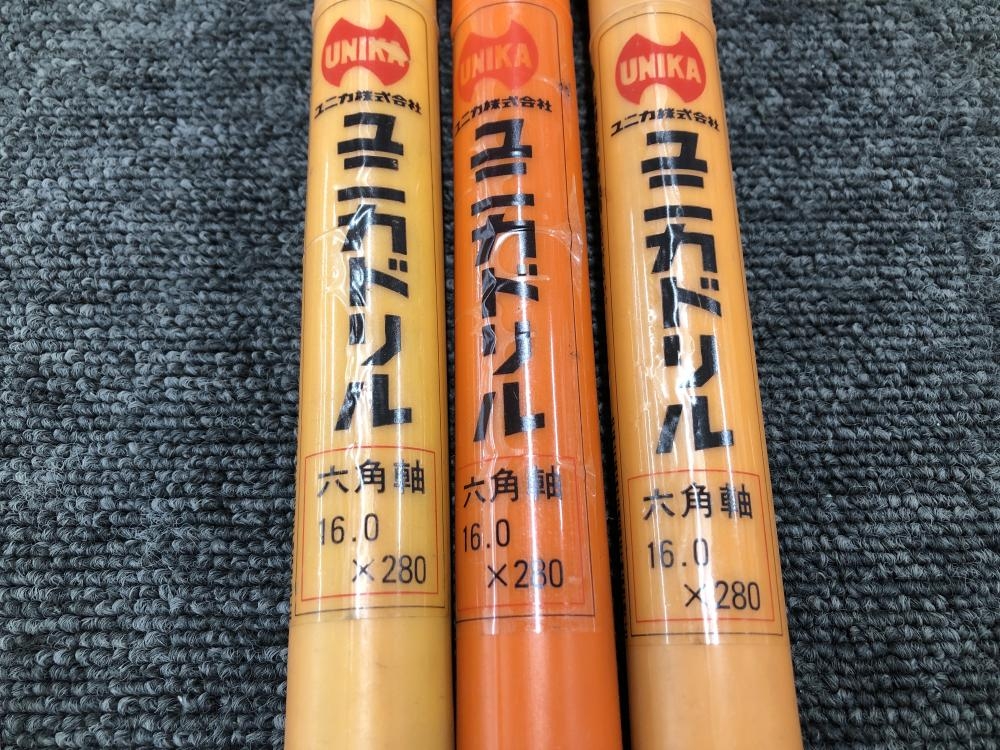 UNIKA
ユニカ株式会社
ユニカドリル
六角軸
16.0
×280
UNIKA
ユニカ株式会社
ユニカドリル
六角軸
16.0
×280
UNIKA
ユニカ株式会社
ユニカドリル
六角軸
16.0
×280